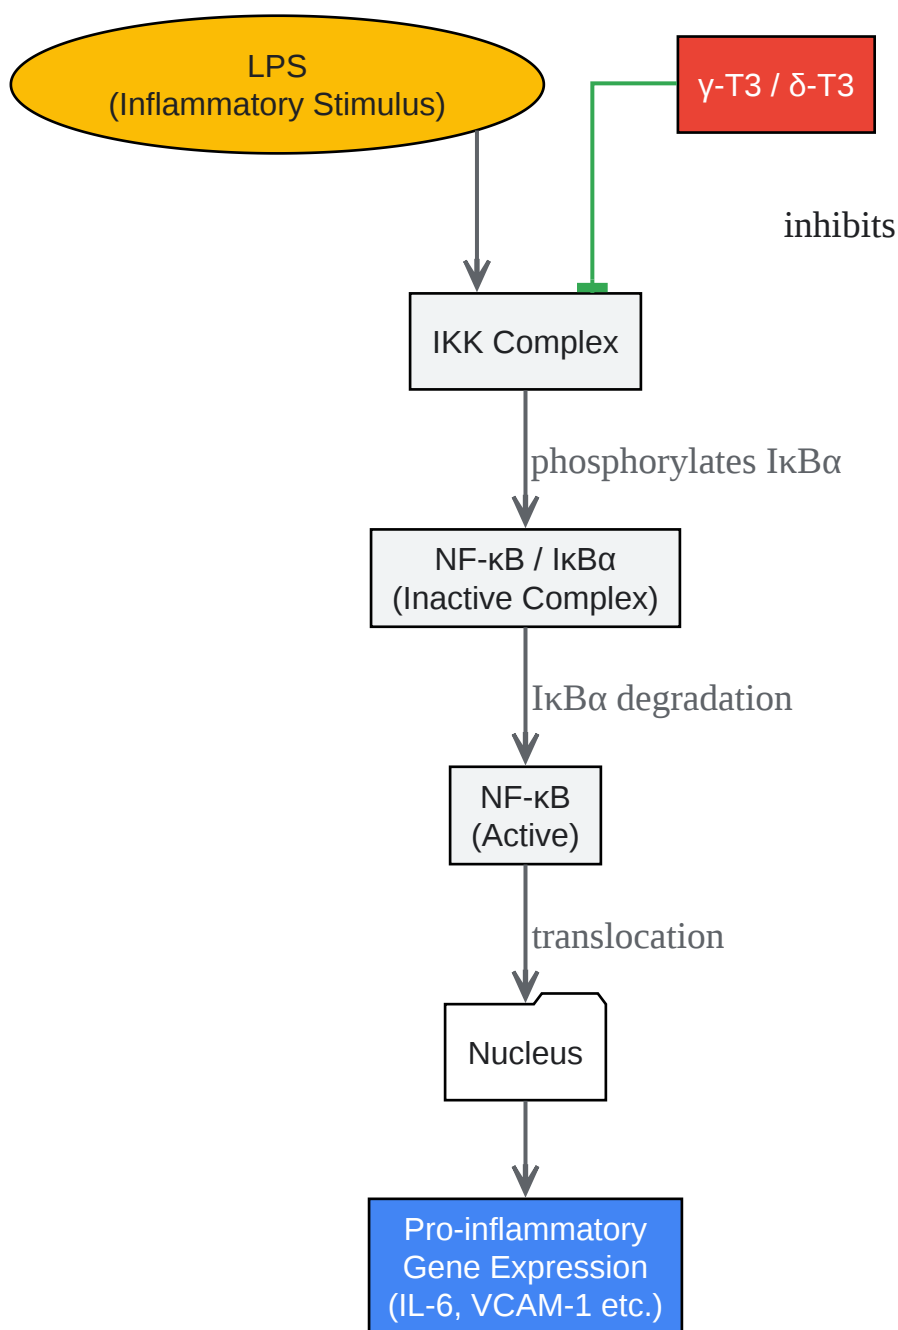 LPS
(Inflammatory Stimulus)
γ-T3 / δ-T3
inhibits
IKK Complex
phosphorylates IκBα
NF-κB / IκBα
(Inactive Complex)
IκBα degradation
NF-κB
(Active)
translocation
Nucleus
Pro-inflammatory
Gene Expression
(IL-6, VCAM-1 etc.)